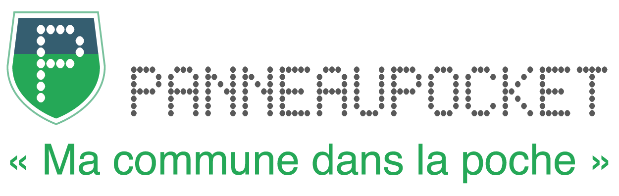 P PANNEAUPOCKET
« Ma commune dans la poche »